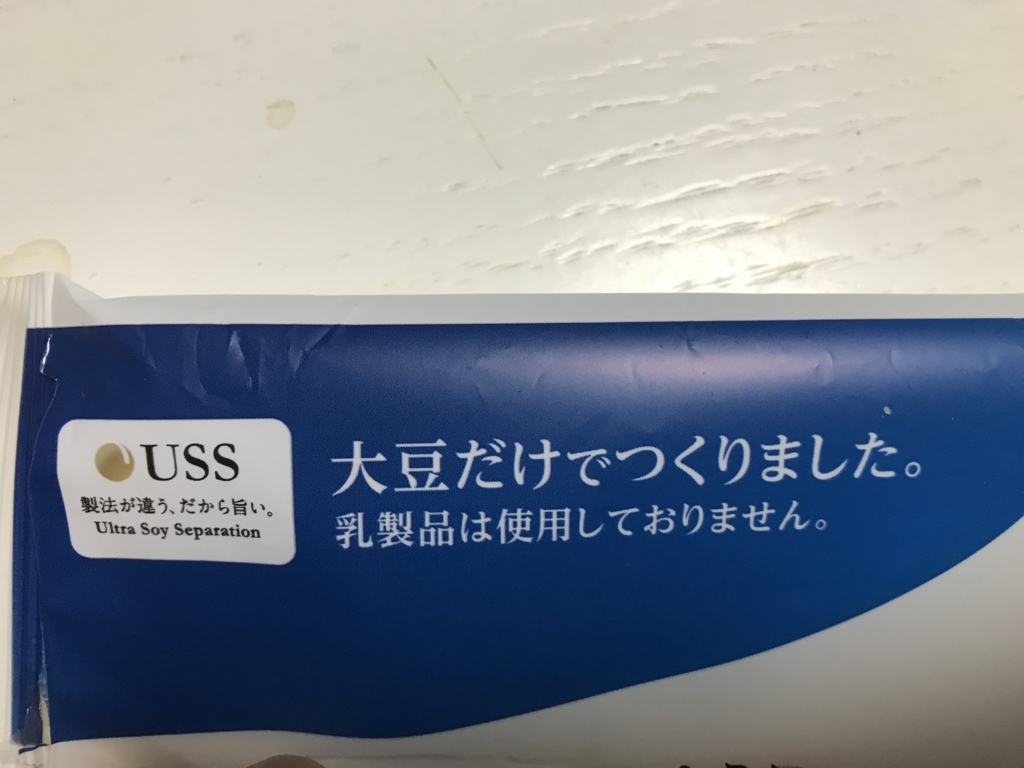 USS
製法が違う、だから旨い。
Ultra Soy Separation
大豆だけでつくりました。
乳製品は使用しておりません。